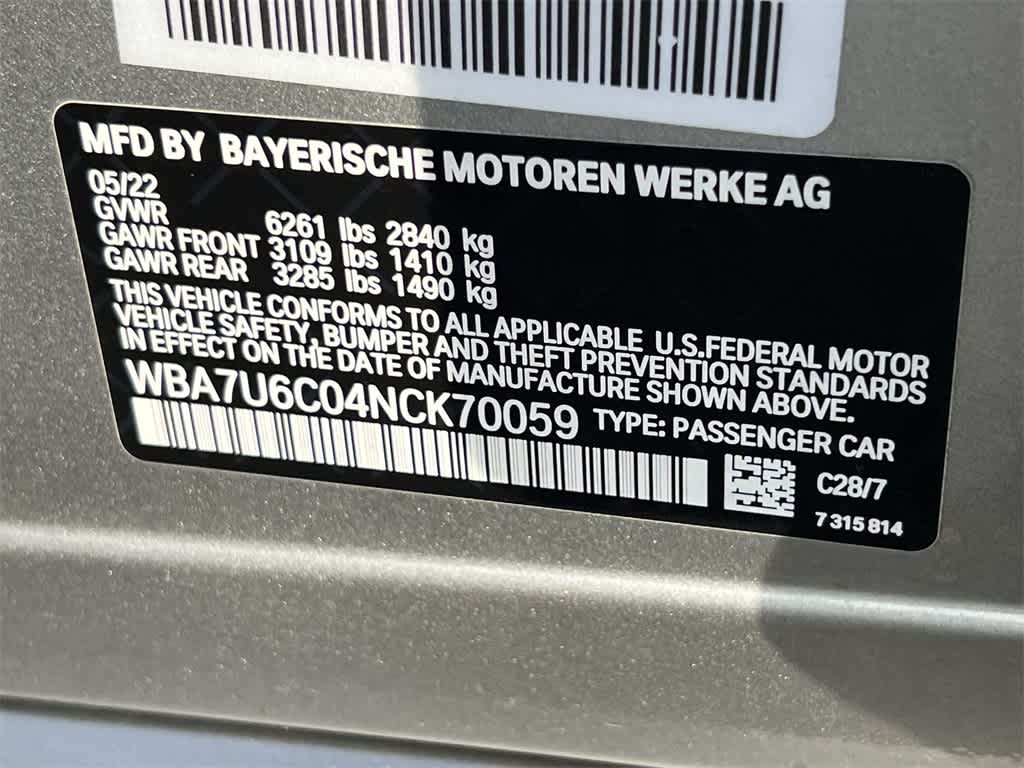 MFD BY BAYERISCHE MOTOREN WERKE AG
05/22
GVWR 6261 lbs 2840 kg
GAWR FRONT 3109 lbs 1410 kg
GAWR REAR 3285 lbs 1490 kg
THIS VEHICLE CONFORMS TO ALL APPLICABLE U.S.FEDERAL MOTOR
VEHICLE SAFETY, BUMPER AND THEFT PREVENTION STANDARDS
IN EFFECT ON THE DATE OF MANUFACTURE SHOWN ABOVE.
WBA7U6C04NCK70059 TYPE: PASSENGER CAR
C28/7
7 315 814